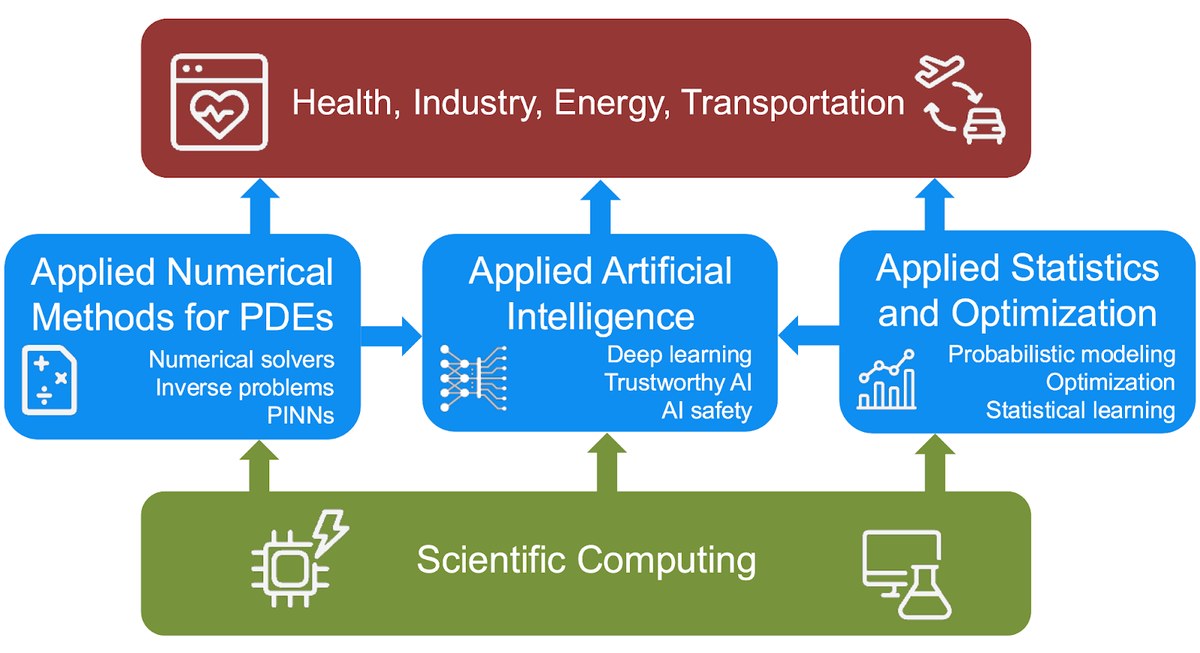 Health, Industry, Energy, Transportation
Applied Numerical
Methods for PDEs
Numerical solvers
Inverse problems
PINNs
Applied Artificial
Intelligence
Deep learning
Trustworthy AI
AI safety
Applied Statistics
and Optimization
Probabilistic modeling
Optimization
Statistical learning
Scientific Computing